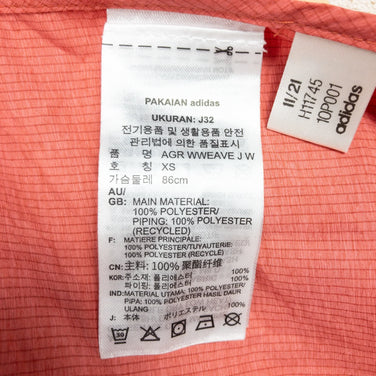 PAKAIAN adidas
UKURAN: J32
전기용품 및 생활용품 안전
관리법에 의한 품질표시
품 명 AGR WWEAVE J W
호 칭 XS
가슴둘레 86cm
AU/
GB: MAIN MATERIAL:
100% POLYESTER/
PIPING: 100% POLYESTER
(RECYCLED)
F: MATIERE PRINCIPALE:
100% POLYESTER/TUYAUTERIE:
100% POLYESTER (RECYCLE)
CN: 主料: 100% 聚酯纤维
KOR: 주소재: 폴리에스터 100%
파이핑: 폴리에스터 100%
IND: MATERIAL UTAMA: 100% POLYESTER/
PIPA: 100% POLYESTER HASIL DAUR
ULANG
J: 本体 ポリエステル 100%
11/21
H11745
10P001
adidas